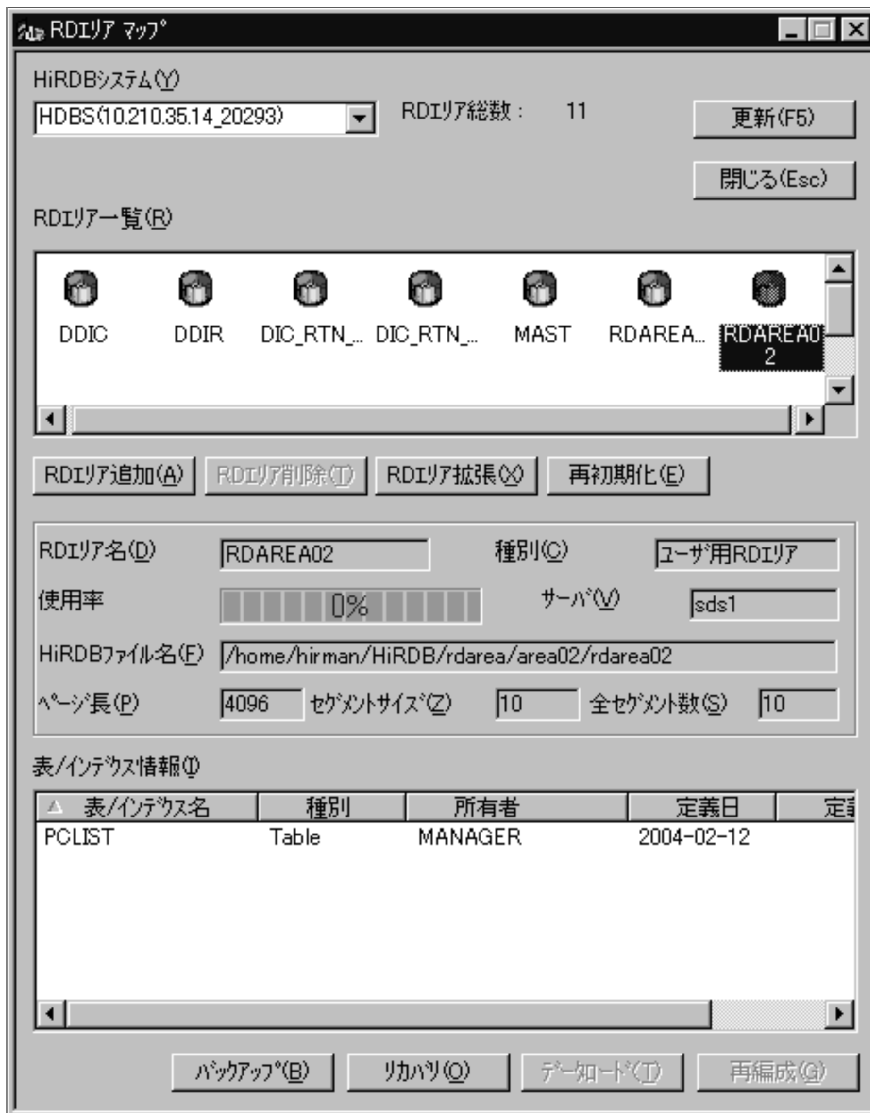 RDエリア マップ
HiRDBシステム(Y)
HDBS(10.210.35.14_20293)
RDエリア総数： 11
更新(F5)
閉じる(Esc)
RDエリア一覧(R)
DDIC DDIR DIC_RTN_... DIC_RTN_... MAST RDAREA... RDAREA0
2
RDエリア追加(A) RDエリア削除(T) RDエリア拡張(X) 再初期化(E)
RDエリア名(D) RDAREA02 種別(C) ユーザ用RDエリア
使用率 0% サーバ(V) sds1
HiRDBファイル名(F) /home/hirman/HiRDB/rdarea/area02/rdarea02
ページ長(P) 4096 セグメントサイズ(Z) 10 全セグメント数(S) 10
表/インデクス情報(I)
表/インデクス名 種別 所有者 定義日 定義
PCLIST Table MANAGER 2004-02-12
バックアップ(B) リカバリ(O) データロード(T) 再編成(G)